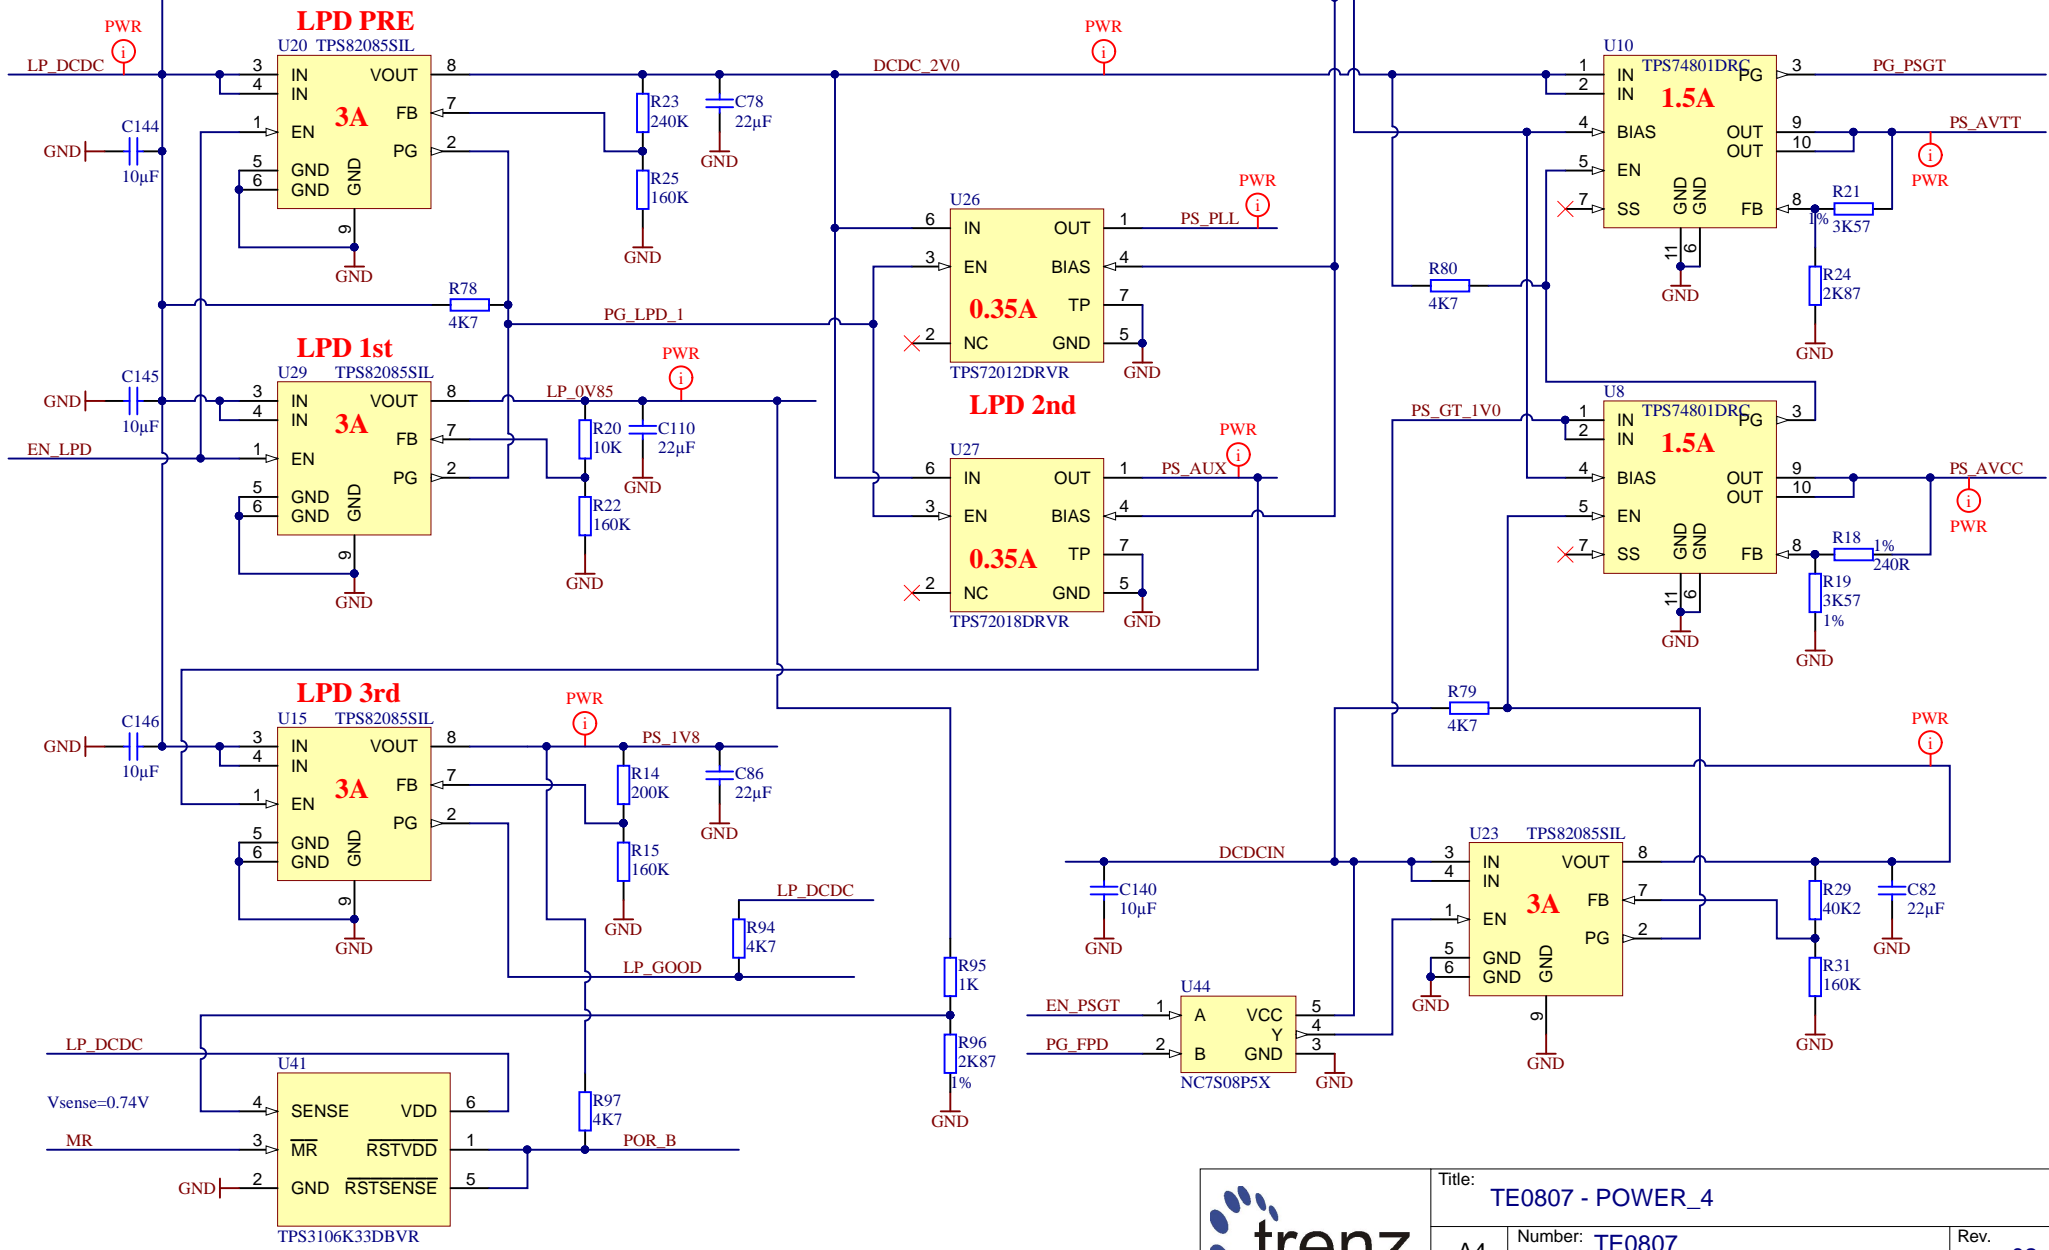 LPD PRE
U20 TPS82085SIL
PWR
LP_DCDC
3 IN VOUT 8
4 IN
3A
FB 7
1 EN
PG 2
5 GND
6 GND
GND
9
GND
C144
10µF
GND
R23
240K
C78
22µF
GND
R25
160K
GND
DCDC_2V0
PWR
R78
4K7
PG_LPD_1
LPD 1st
U29 TPS82085SIL
C145
10µF
GND
3 IN VOUT 8
4 IN
3A
FB 7
EN_LPD
1 EN
PG 2
5 GND
6 GND
GND
9
GND
LP_0V85
PWR
R20
10K
C110
22µF
GND
R22
160K
GND
U26
6 IN OUT 1
3 EN BIAS 4
0.35A
TP 7
2 NC GND 5
TPS72012DRVR
GND
PS_PLL
PWR
LPD 2nd
U27
6 IN OUT 1
3 EN BIAS 4
0.35A
TP 7
2 NC GND 5
TPS72018DRVR
GND
PS_AUX
PWR
U10
TPS74801DRC
1 IN PG 3
2 IN
1.5A
4 BIAS OUT 9
OUT 10
5 EN
7 SS
GND
GND
FB 8
11
6
GND
PG_PSGT
PS_AVTT
PWR
R21
1%
3K57
R24
2K87
GND
R80
4K7
U8
TPS74801DRC
PS_GT_1V0
1 IN PG 3
2 IN
1.5A
4 BIAS OUT 9
OUT 10
5 EN
7 SS
GND
GND
FB 8
11
6
GND
PS_AVCC
PWR
R18
1%
240R
R19
3K57
1%
GND
LPD 3rd
U15 TPS82085SIL
C146
10µF
GND
3 IN VOUT 8
4 IN
3A
FB 7
1 EN
PG 2
5 GND
6 GND
GND
9
GND
PWR
PS_1V8
R14
200K
C86
22µF
GND
R15
160K
GND
LP_DCDC
R94
4K7
LP_GOOD
R95
1K
R96
2K87
1%
GND
R79
4K7
PWR
U23 TPS82085SIL
DCDCIN
C140
10µF
GND
3 IN VOUT 8
4 IN
3A
FB 7
1 EN
PG 2
5 GND
6 GND
GND
GND
9
GND
R29
40K2
C82
22µF
GND
R31
160K
GND
U44
EN_PSGT 1 A VCC 5
Y 4
PG_FPD 2 B GND 3
NC7S08P5X
GND
LP_DCDC
U41
Vsense=0.74V
4 SENSE VDD 6
MR 3 MR RSTVDD 1
GND 2 GND RSTSENSE 5
TPS3106K33DBVR
R97
4K7
POR_B
trenz
Title:
TE0807 - POWER_4
A4
Number: TE0807
Rev.